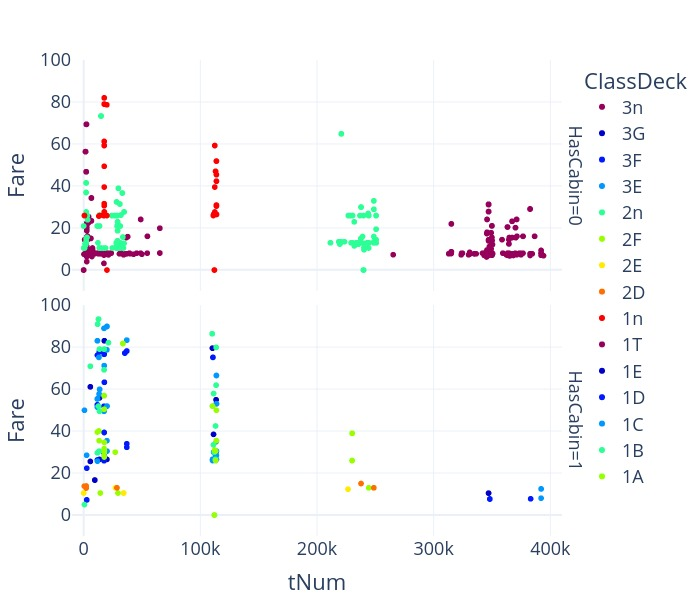 ClassDeck
3n
3G
3F
3E
2n
2F
2E
2D
1n
1T
1E
1D
1C
1B
1A
100
80
60
40
20
0
Fare
HasCabin=0
100
80
60
40
20
0
Fare
HasCabin=1
0 100k 200k 300k 400k
tNum